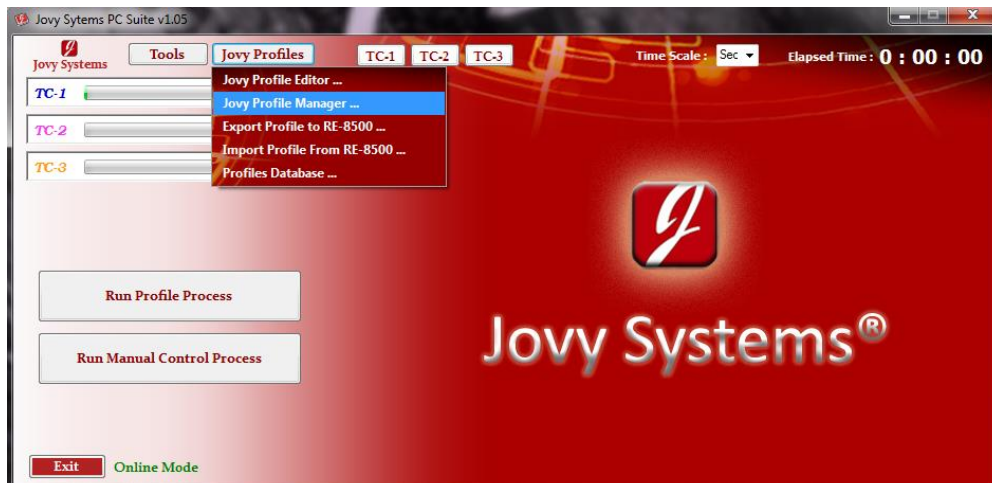 Jovy Sytems PC Suite v1.05
Jovy Systems
Tools
Jovy Profiles
TC-1
TC-2
TC-3
Time Scale :
Sec
Elapsed Time :
0 : 00 : 00
TC-1
TC-2
TC-3
Jovy Profile Editor ...
Jovy Profile Manager ...
Export Profile to RE-8500 ...
Import Profile From RE-8500 ...
Profiles Database ...
Run Profile Process
Run Manual Control Process
Jovy Systems®
Exit
Online Mode